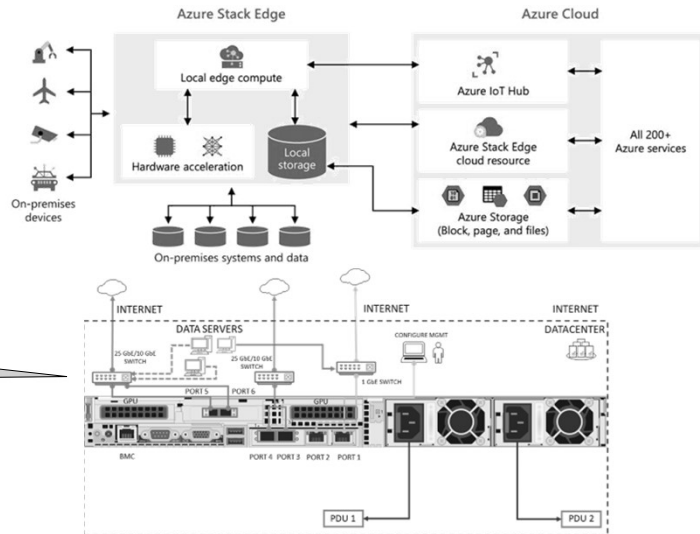 Azure Stack Edge
Azure Cloud
Local edge compute
Hardware acceleration
Local
storage
On-premises
devices
On-premises systems and data
Azure IoT Hub
Azure Stack Edge
cloud resource
Azure Storage
(Block, page, and files)
All 200+
Azure services
INTERNET
INTERNET
INTERNET
DATA SERVERS
DATACENTER
CONFIGURE MGMT
25 GbE/10 GbE
SWITCH
25 GbE/10 GbE
SWITCH
1 GbE SWITCH
PORT 5
PORT 6
GPU
GPU
BMC
PORT 4
PORT 3
PORT 2
PORT 1
PDU 1
PDU 2